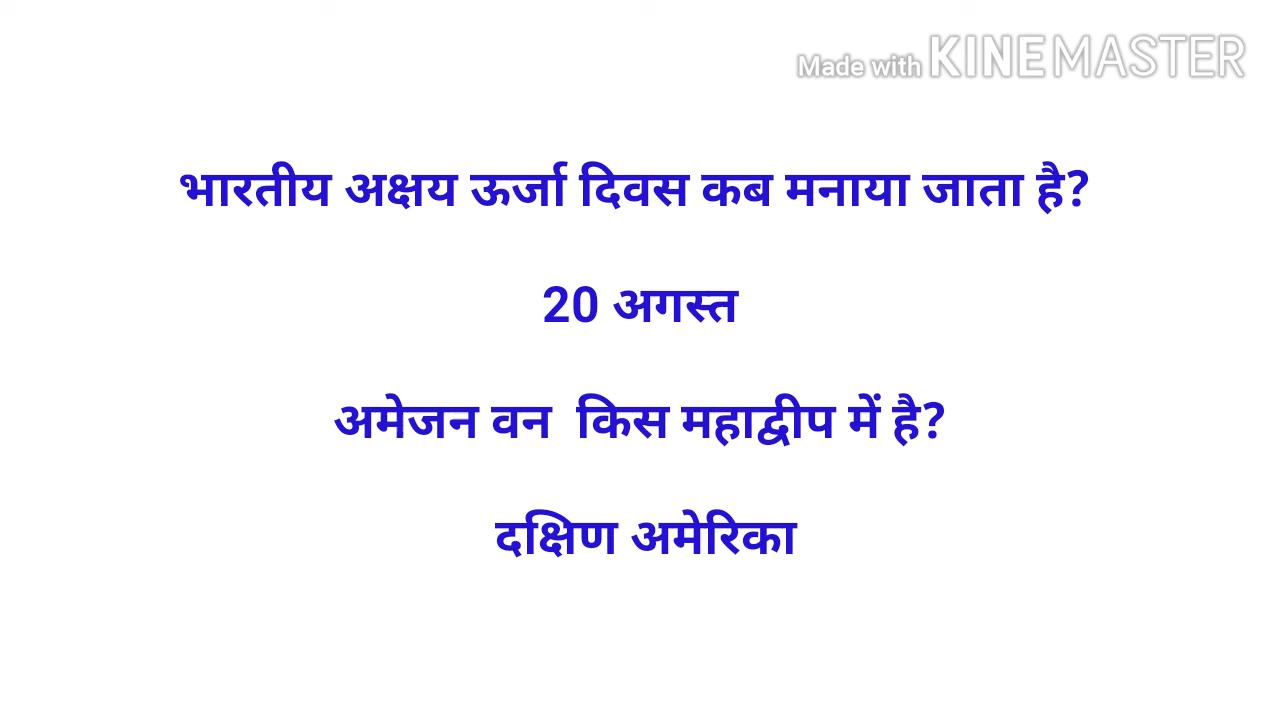 Made with KINEMASTER
भारतीय अक्षय ऊर्जा दिवस कब मनाया जाता है?
20 अगस्त
अमेजन वन किस महाद्वीप में है?
दक्षिण अमेरिका